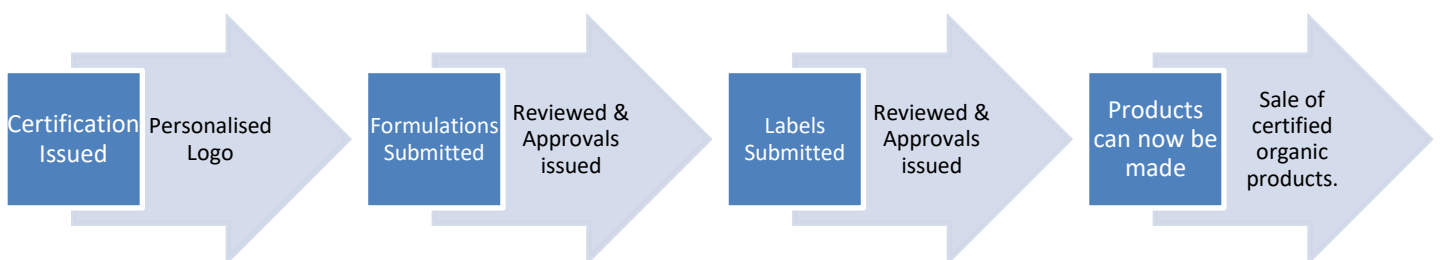 Certification
Issued
Personalised
Logo
Formulations
Submitted
Reviewed &
Approvals
issued
Labels
Submitted
Reviewed &
Approvals
issued
Products
can now be
made
Sale of
certified
organic
products.